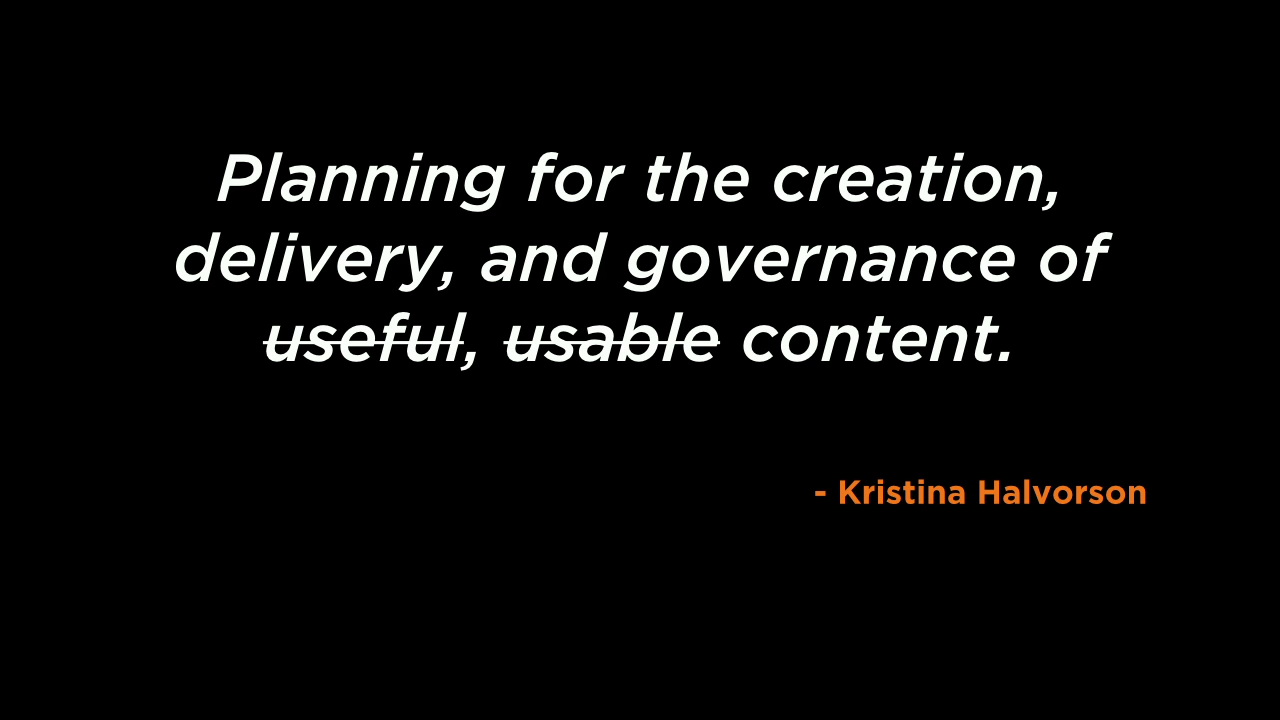 Planning for the creation,
delivery, and governance of
useful, usable content.
- Kristina Halvorson